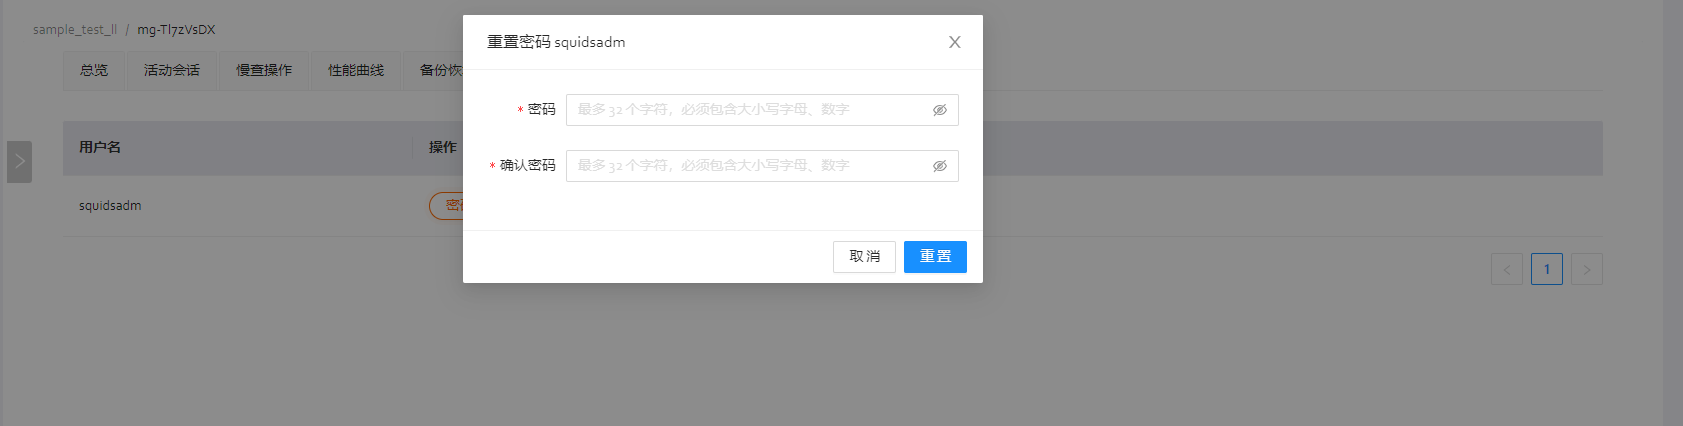 sample_test_ll / mg-Tl7zVsDX
总览 活动会话 慢查操作 性能曲线 备份恢
用户名 操作
squidsadm
1
重置密码 squidsadm
* 密码 最多 32 个字符，必须包含大小写字母、数字
* 确认密码 最多 32 个字符，必须包含大小写字母、数字
取消 重置